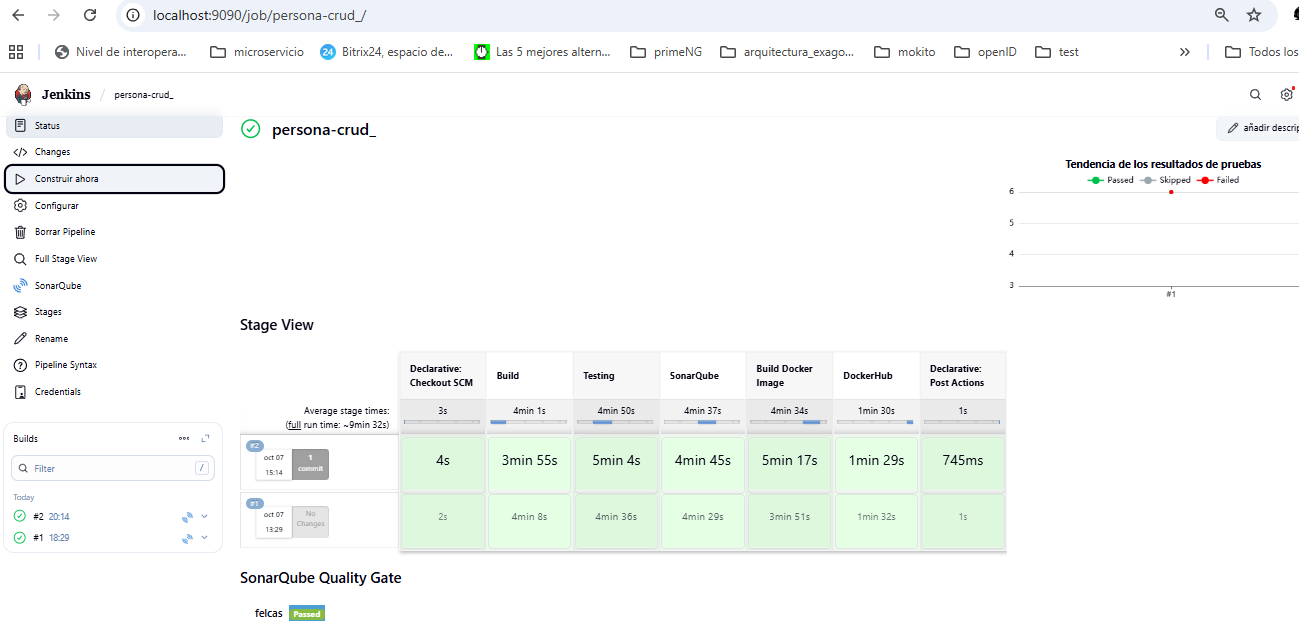 localhost:9090/job/persona-crud_/
Nivel de interopera... microservicio 24 Bitrix24, espacio de... Las 5 mejores altern... primeNG arquitectura_exago... mokito openID test » Todos los
Jenkins / persona-crud_
Status
Changes
Construir ahora
Configurar
Borrar Pipeline
Full Stage View
SonarQube
Stages
Rename
Pipeline Syntax
Credentials
Builds
Filter /
Today
#2 20:14
#1 18:29
persona-crud_
añadir descrip
Tendencia de los resultados de pruebas
Passed Skipped Failed
6
5
4
3
#1
Stage View
Declarative: Checkout SCM
Build
Testing
SonarQube
Build Docker Image
DockerHub
Declarative: Post Actions
Average stage times:
(full run time: ~9min 32s)
3s 4min 1s 4min 50s 4min 37s 4min 34s 1min 30s 1s
#2
oct 07
15:14
1 commit
4s 3min 55s 5min 4s 4min 45s 5min 17s 1min 29s 745ms
#1
oct 07
13:29
No Changes
2s 4min 8s 4min 36s 4min 29s 3min 51s 1min 32s 1s
SonarQube Quality Gate
felcas Passed